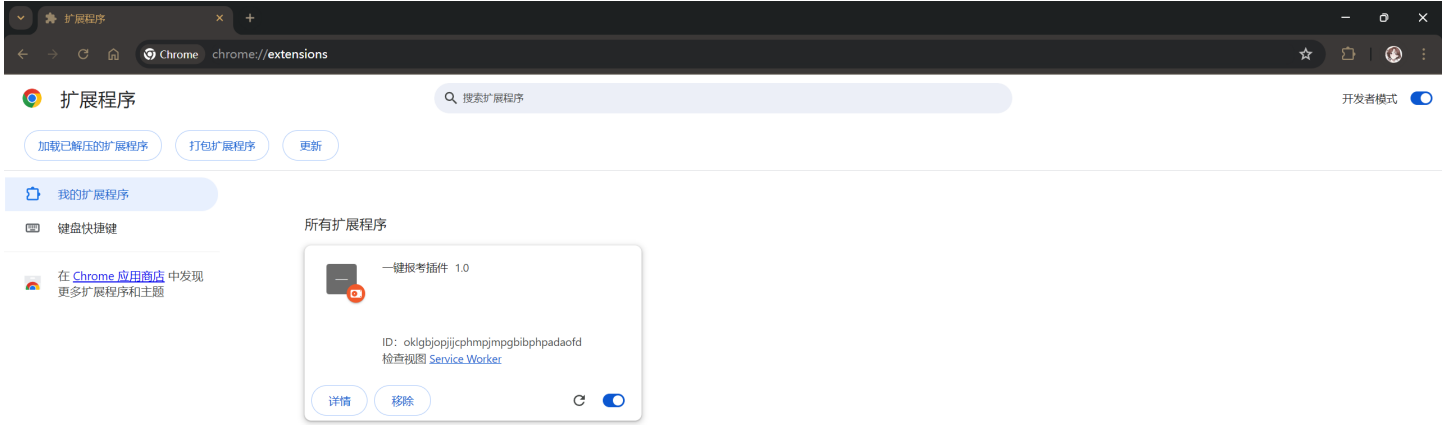 扩展程序
Chrome chrome://extensions
扩展程序
搜索扩展程序
开发者模式
加载已解压的扩展程序
打包扩展程序
更新
我的扩展程序
键盘快捷键
在 Chrome 应用商店 中发现
更多扩展程序和主题
所有扩展程序
一
一键报考插件 1.0
ID：oklgbjopjijcphmpjmpgbibphpadaofd
检查视图 Service Worker
详情
移除